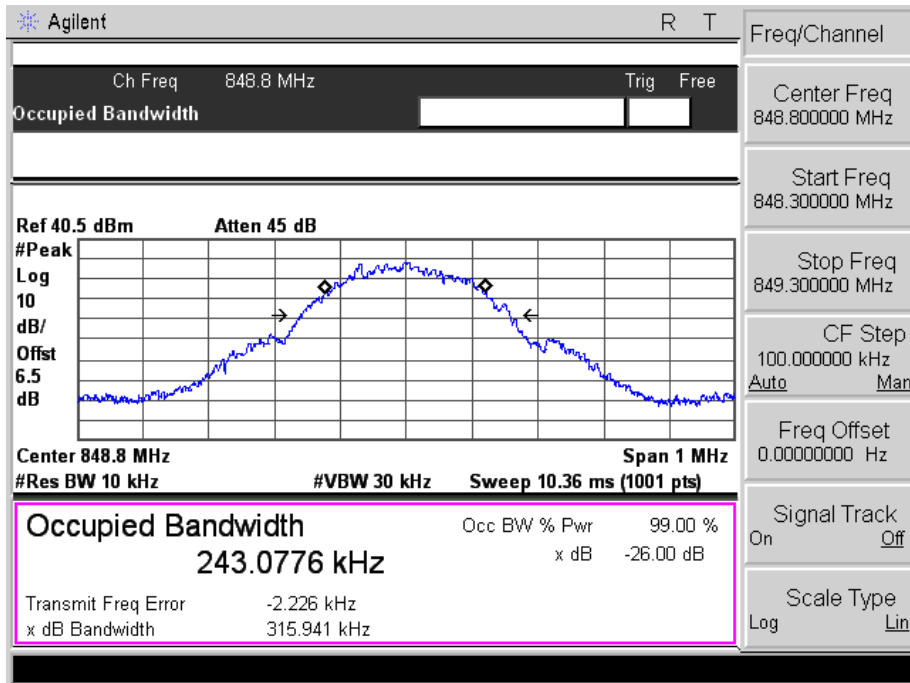 Agilent R T
Ch Freq 848.8 MHz Trig Free
Occupied Bandwidth
Ref 40.5 dBm Atten 45 dB
#Peak
Log
10
dB/
Offst
6.5
dB
Center 848.8 MHz Span 1 MHz
#Res BW 10 kHz #VBW 30 kHz Sweep 10.36 ms (1001 pts)
Occupied Bandwidth
243.0776 kHz
Occ BW % Pwr 99.00 %
x dB -26.00 dB
Transmit Freq Error -2.226 kHz
x dB Bandwidth 315.941 kHz
Freq/Channel
Center Freq
848.800000 MHz
Start Freq
848.300000 MHz
Stop Freq
849.300000 MHz
CF Step
100.000000 kHz
Auto Man
Freq Offset
0.00000000 Hz
Signal Track
On Off
Scale Type
Log Lin